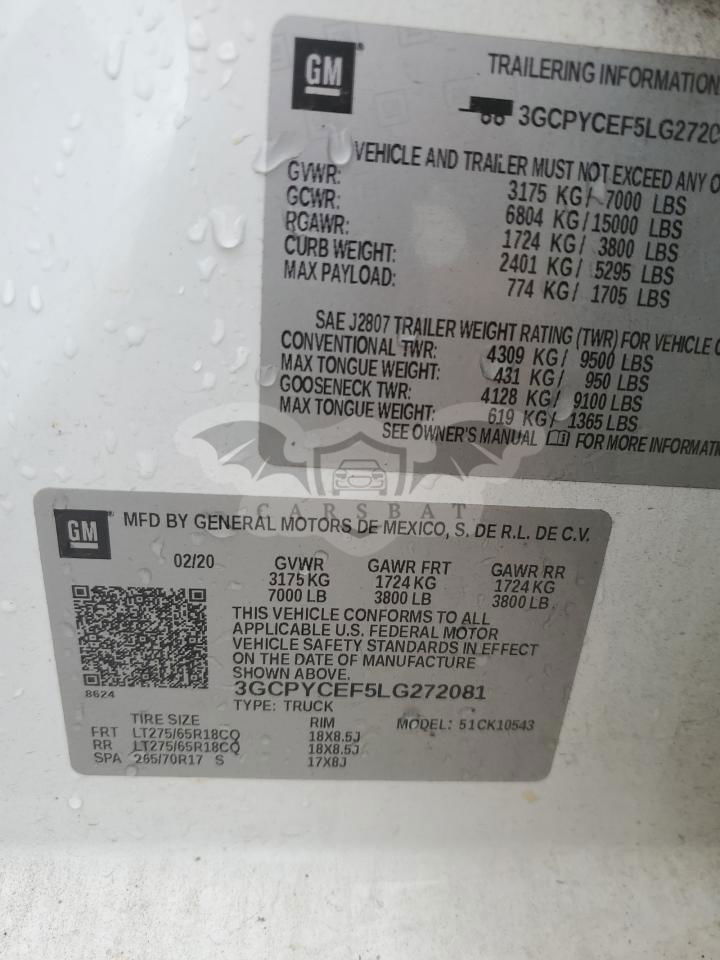 GM
TRAILERING INFORMATION
3GCPYCEF5LG272
VEHICLE AND TRAILER MUST NOT EXCEED ANY
GVWR: 3175 KG/ 7000 LBS
GCWR: 6804 KG/15000 LBS
RGAWR: 1724 KG/ 3800 LBS
CURB WEIGHT: 2401 KG/ 5295 LBS
MAX PAYLOAD: 774 KG/ 1705 LBS
SAE J2807 TRAILER WEIGHT RATING (TWR) FOR VEHICLE
CONVENTIONAL TWR: 4309 KG/ 9500 LBS
MAX TONGUE WEIGHT: 431 KG/ 950 LBS
GOOSENECK TWR: 4128 KG/ 9100 LBS
MAX TONGUE WEIGHT: 619 KG/ 1365 LBS
SEE OWNER'S MANUAL FOR MORE INFORMATI
CARSBAT
GM MFD BY GENERAL MOTORS DE MEXICO, S. DE R.L. DE C.V.
02/20 GVWR GAWR FRT GAWR RR
3175 KG 1724 KG 1724 KG
7000 LB 3800 LB 3800 LB
THIS VEHICLE CONFORMS TO ALL
APPLICABLE U.S. FEDERAL MOTOR
VEHICLE SAFETY STANDARDS IN EFFECT
ON THE DATE OF MANUFACTURE
SHOWN ABOVE.
8624
3GCPYCEF5LG272081
TYPE: TRUCK MODEL: 51CK10543
TIRE SIZE RIM
FRT LT275/65R18CQ 18X8.5J
RR LT275/65R18CQ 18X8.5J
SPA 265/70R17 S 17X8J